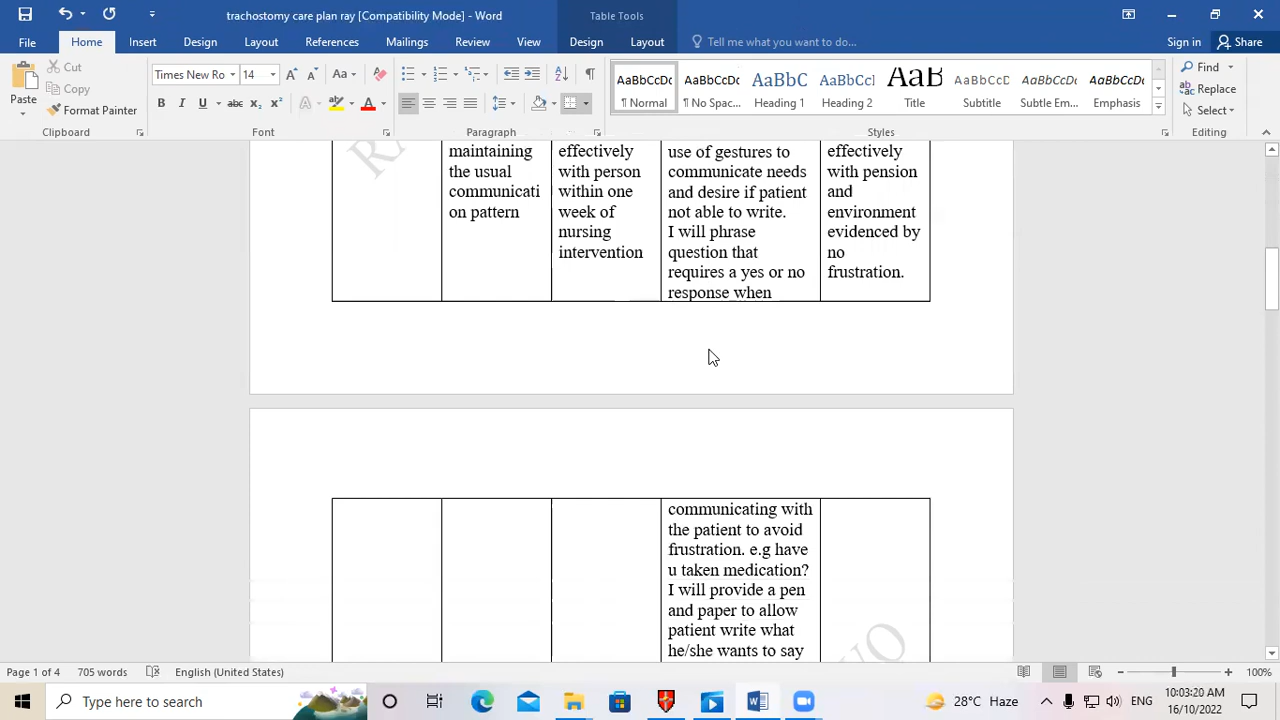 trachostomy care plan ray [Compatibility Mode] - Word
Table Tools
File Home Insert Design Layout References Mailings Review View Help Design Layout Tell me what you want to do... Sign in Share
Paste
Cut
Copy
Format Painter
Clipboard
Times New Ro 14
B I U abc x₂ x²
Font
Paragraph
AaBbCcDc ¶ Normal
AaBbCcDc ¶ No Spac...
AaBbC Heading
AaBbCcl Heading 2
AaB Title
AaBbCcD Subtitle
AaBbCcD Subtle Em...
AaBbCcD Emphasis
Styles
Find
Replace
Select
Editing
maintaining
the usual
communicati
on pattern
effectively
with person
within one
week of
nursing
intervention
use of gestures to
communicate needs
and desire if patient
not able to write.
I will phrase
question that
requires a yes or no
response when
effectively
with pension
and
environment
evidenced by
no
frustration.
communicating with
the patient to avoid
frustration. e.g have
u taken medication?
I will provide a pen
and paper to allow
patient write what
he/she wants to say
Page 1 of 4 705 words English (United States) 100%
Type here to search
28°C Haze
ENG
10:03:20 AM
16/10/2022